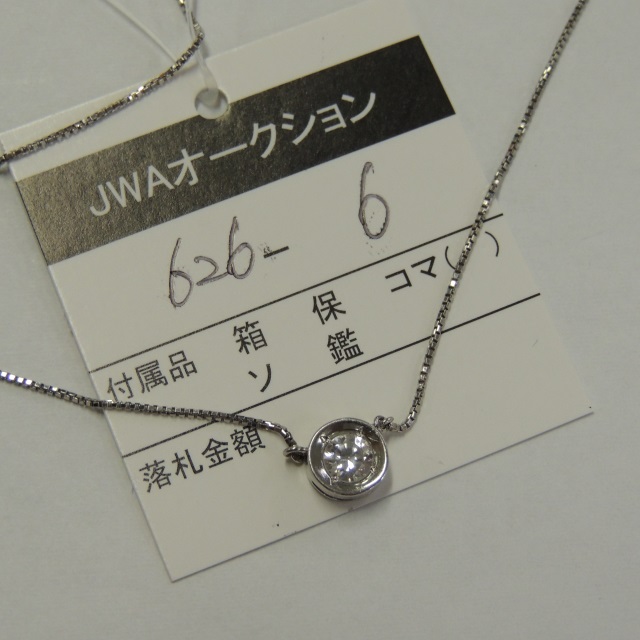 JWAオークション
626-6
付属品 箱 保 コマ( )
ソ 鑑
落札金額